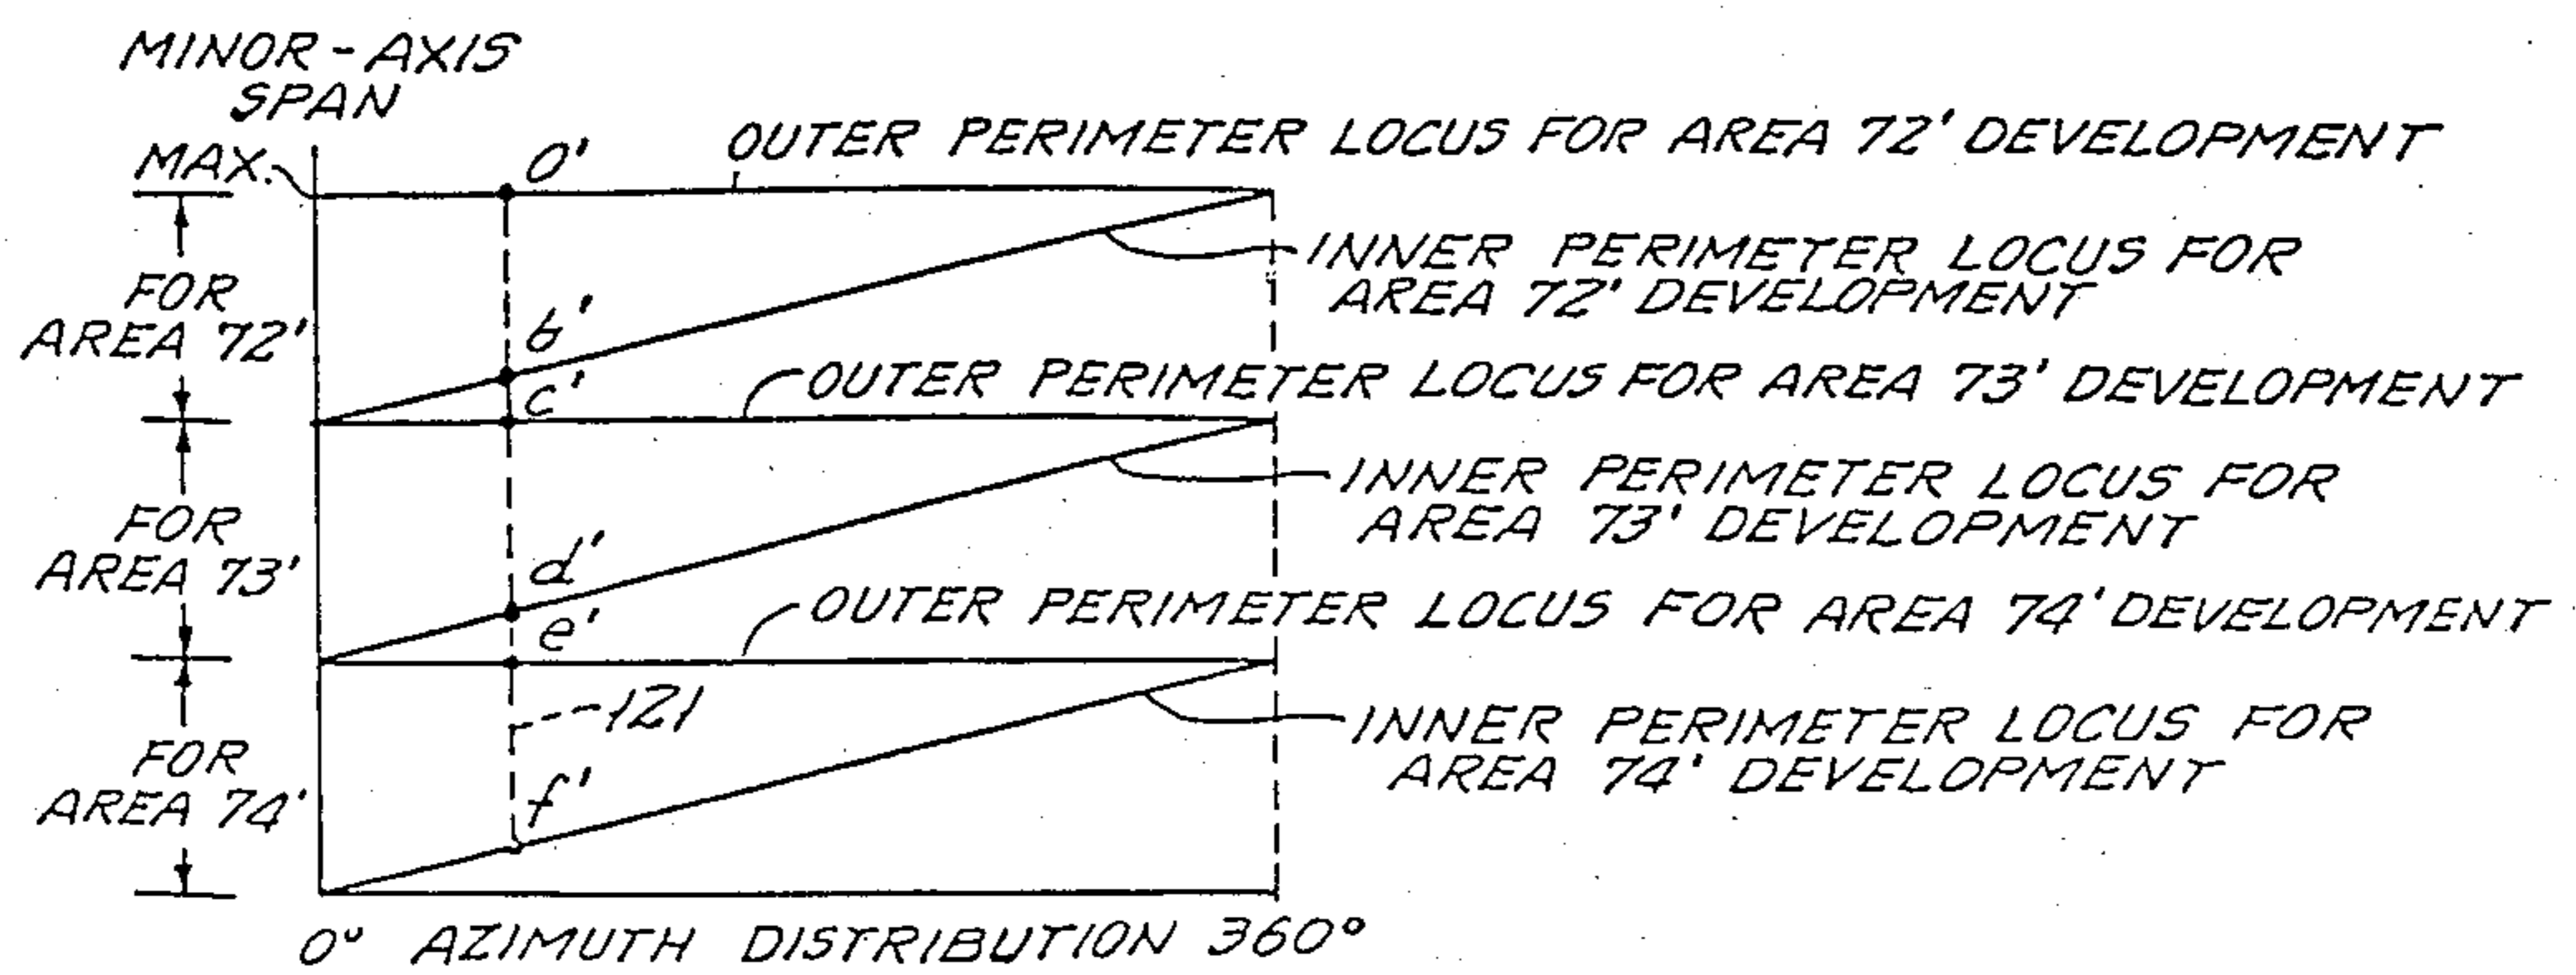 MINOR-AXIS
SPAN
MAX.
a'
OUTER PERIMETER LOCUS FOR AREA 72' DEVELOPMENT
INNER PERIMETER LOCUS FOR
AREA 72' DEVELOPMENT
FOR
AREA 72'
b'
c'
OUTER PERIMETER LOCUS FOR AREA 73' DEVELOPMENT
INNER PERIMETER LOCUS FOR
AREA 73' DEVELOPMENT
FOR
AREA 73'
d'
e'
OUTER PERIMETER LOCUS FOR AREA 74' DEVELOPMENT
121
INNER PERIMETER LOCUS FOR
AREA 74' DEVELOPMENT
FOR
AREA 74'
f'
0° AZIMUTH DISTRIBUTION 360°